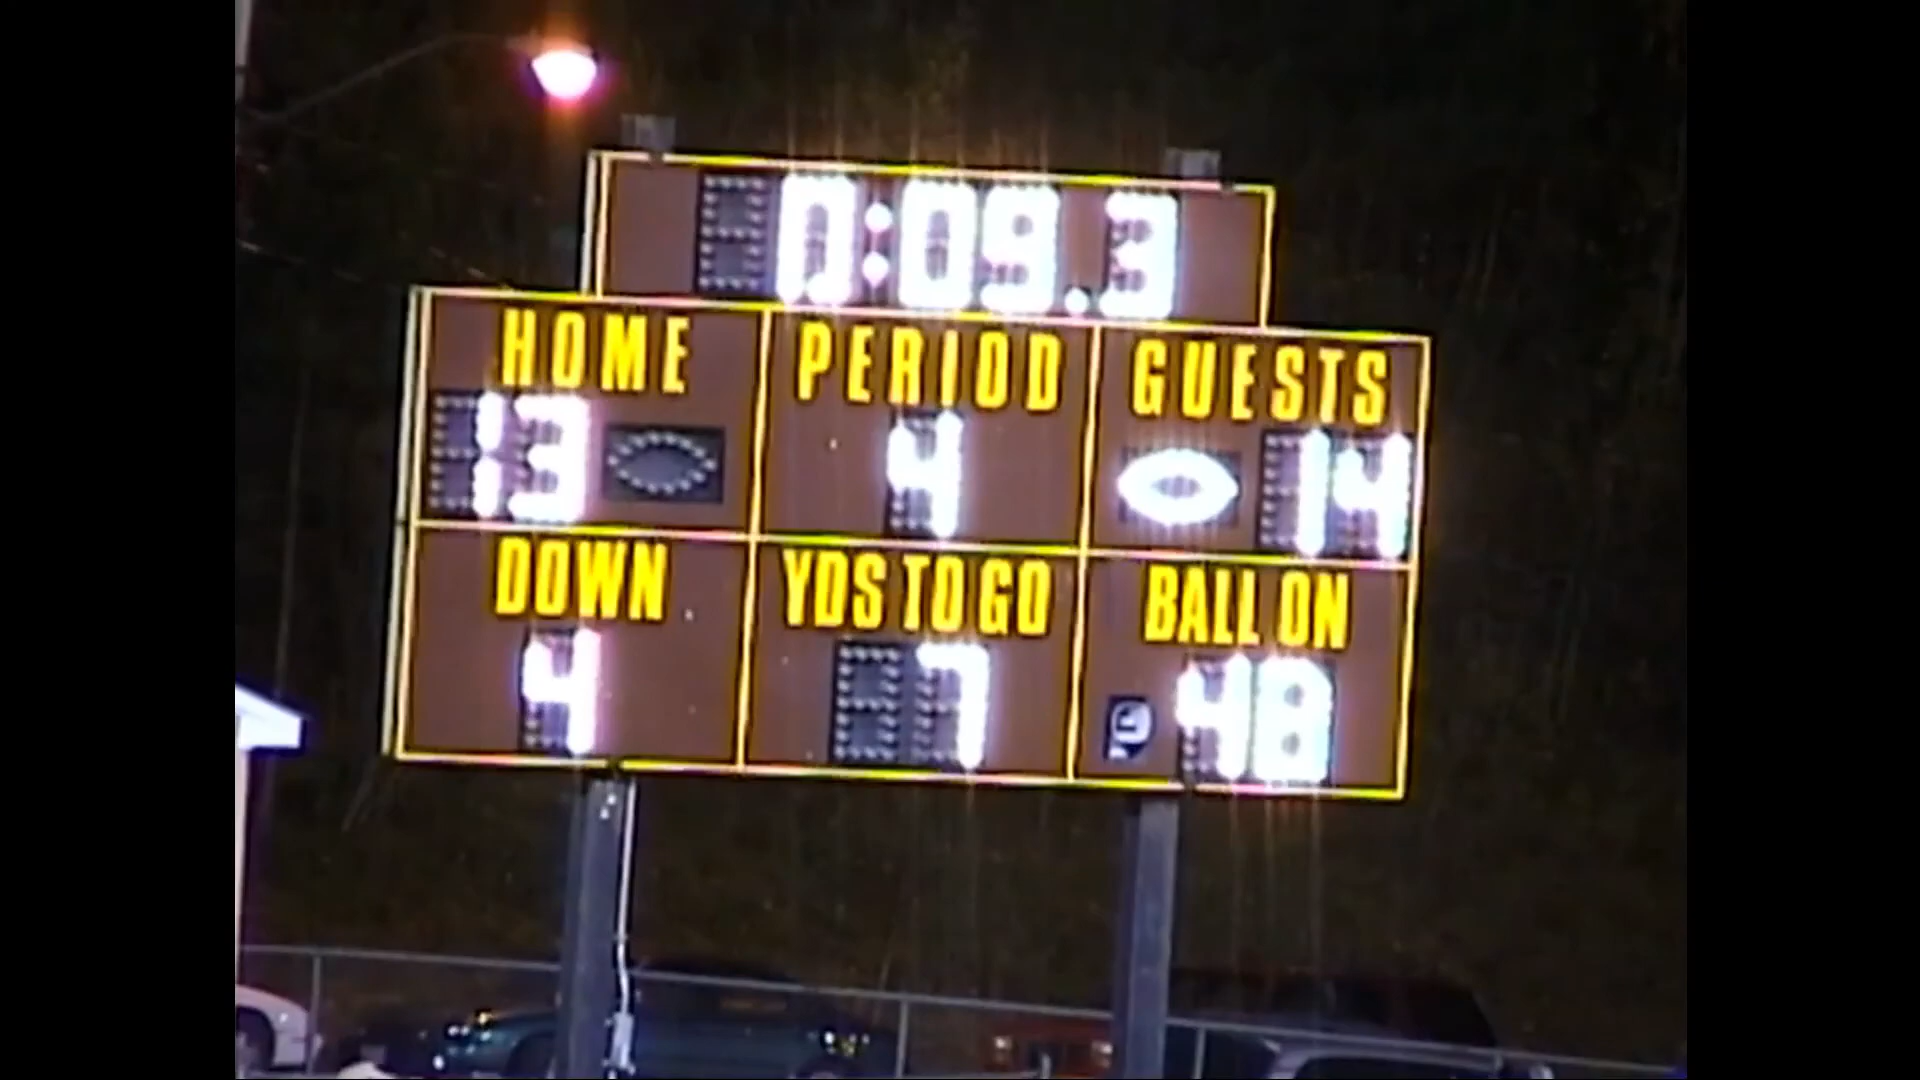 0:09.3
HOME PERIOD GUESTS
13 4 14
DOWN YDS TO GO BALL ON
4 7 48